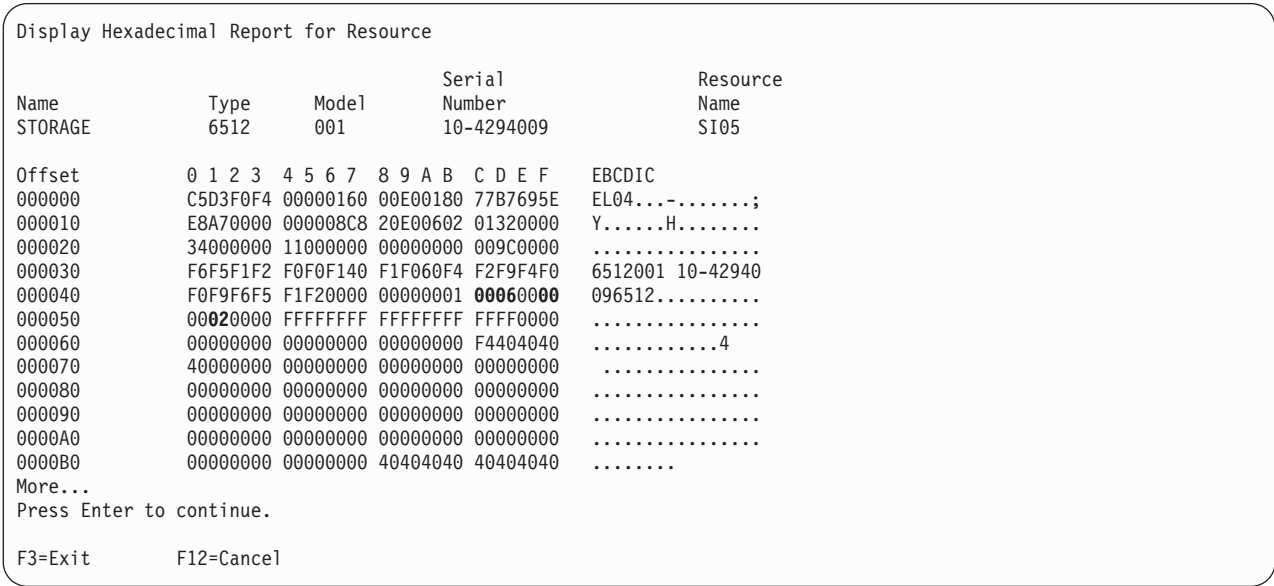 Display Hexadecimal Report for Resource
Serial Resource
Name Type Model Number Name
STORAGE 6512 001 10-4294009 SI05
Offset 0 1 2 3 4 5 6 7 8 9 A B C D E F EBCDIC
000000 C5D3F0F4 00000160 00E00180 77B7695E EL04...-.......;
000010 E8A70000 000008C8 20E00602 01320000 Y......H........
000020 34000000 11000000 00000000 009C0000 ................
000030 F6F5F1F2 F0F0F140 F1F060F4 F2F9F4F0 6512001 10-42940
000040 F0F9F6F5 F1F20000 00000001 00060000 096512..........
000050 00020000 FFFFFFFF FFFFFFFF FFFF0000 ................
000060 00000000 00000000 00000000 F4404040 ............4
000070 40000000 00000000 00000000 00000000 ...............
000080 00000000 00000000 00000000 00000000 ................
000090 00000000 00000000 00000000 00000000 ................
0000A0 00000000 00000000 00000000 00000000 ................
0000B0 00000000 00000000 40404040 40404040 ........
More...
Press Enter to continue.
F3=Exit F12=Cancel